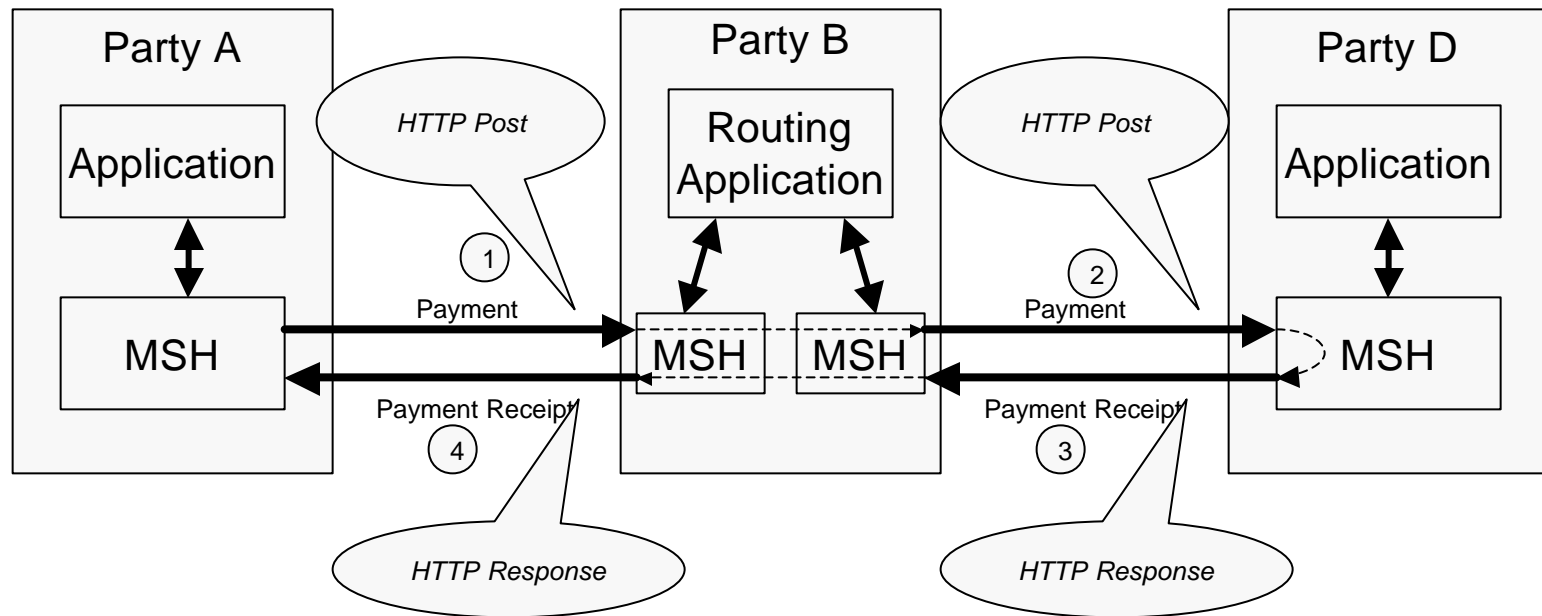 Party A
Application
MSH
HTTP Post
1
Payment
Payment Receipt
4
HTTP Response
Party B
Routing
Application
MSH
MSH
HTTP Post
2
Payment
Payment Receipt
3
HTTP Response
Party D
Application
MSH